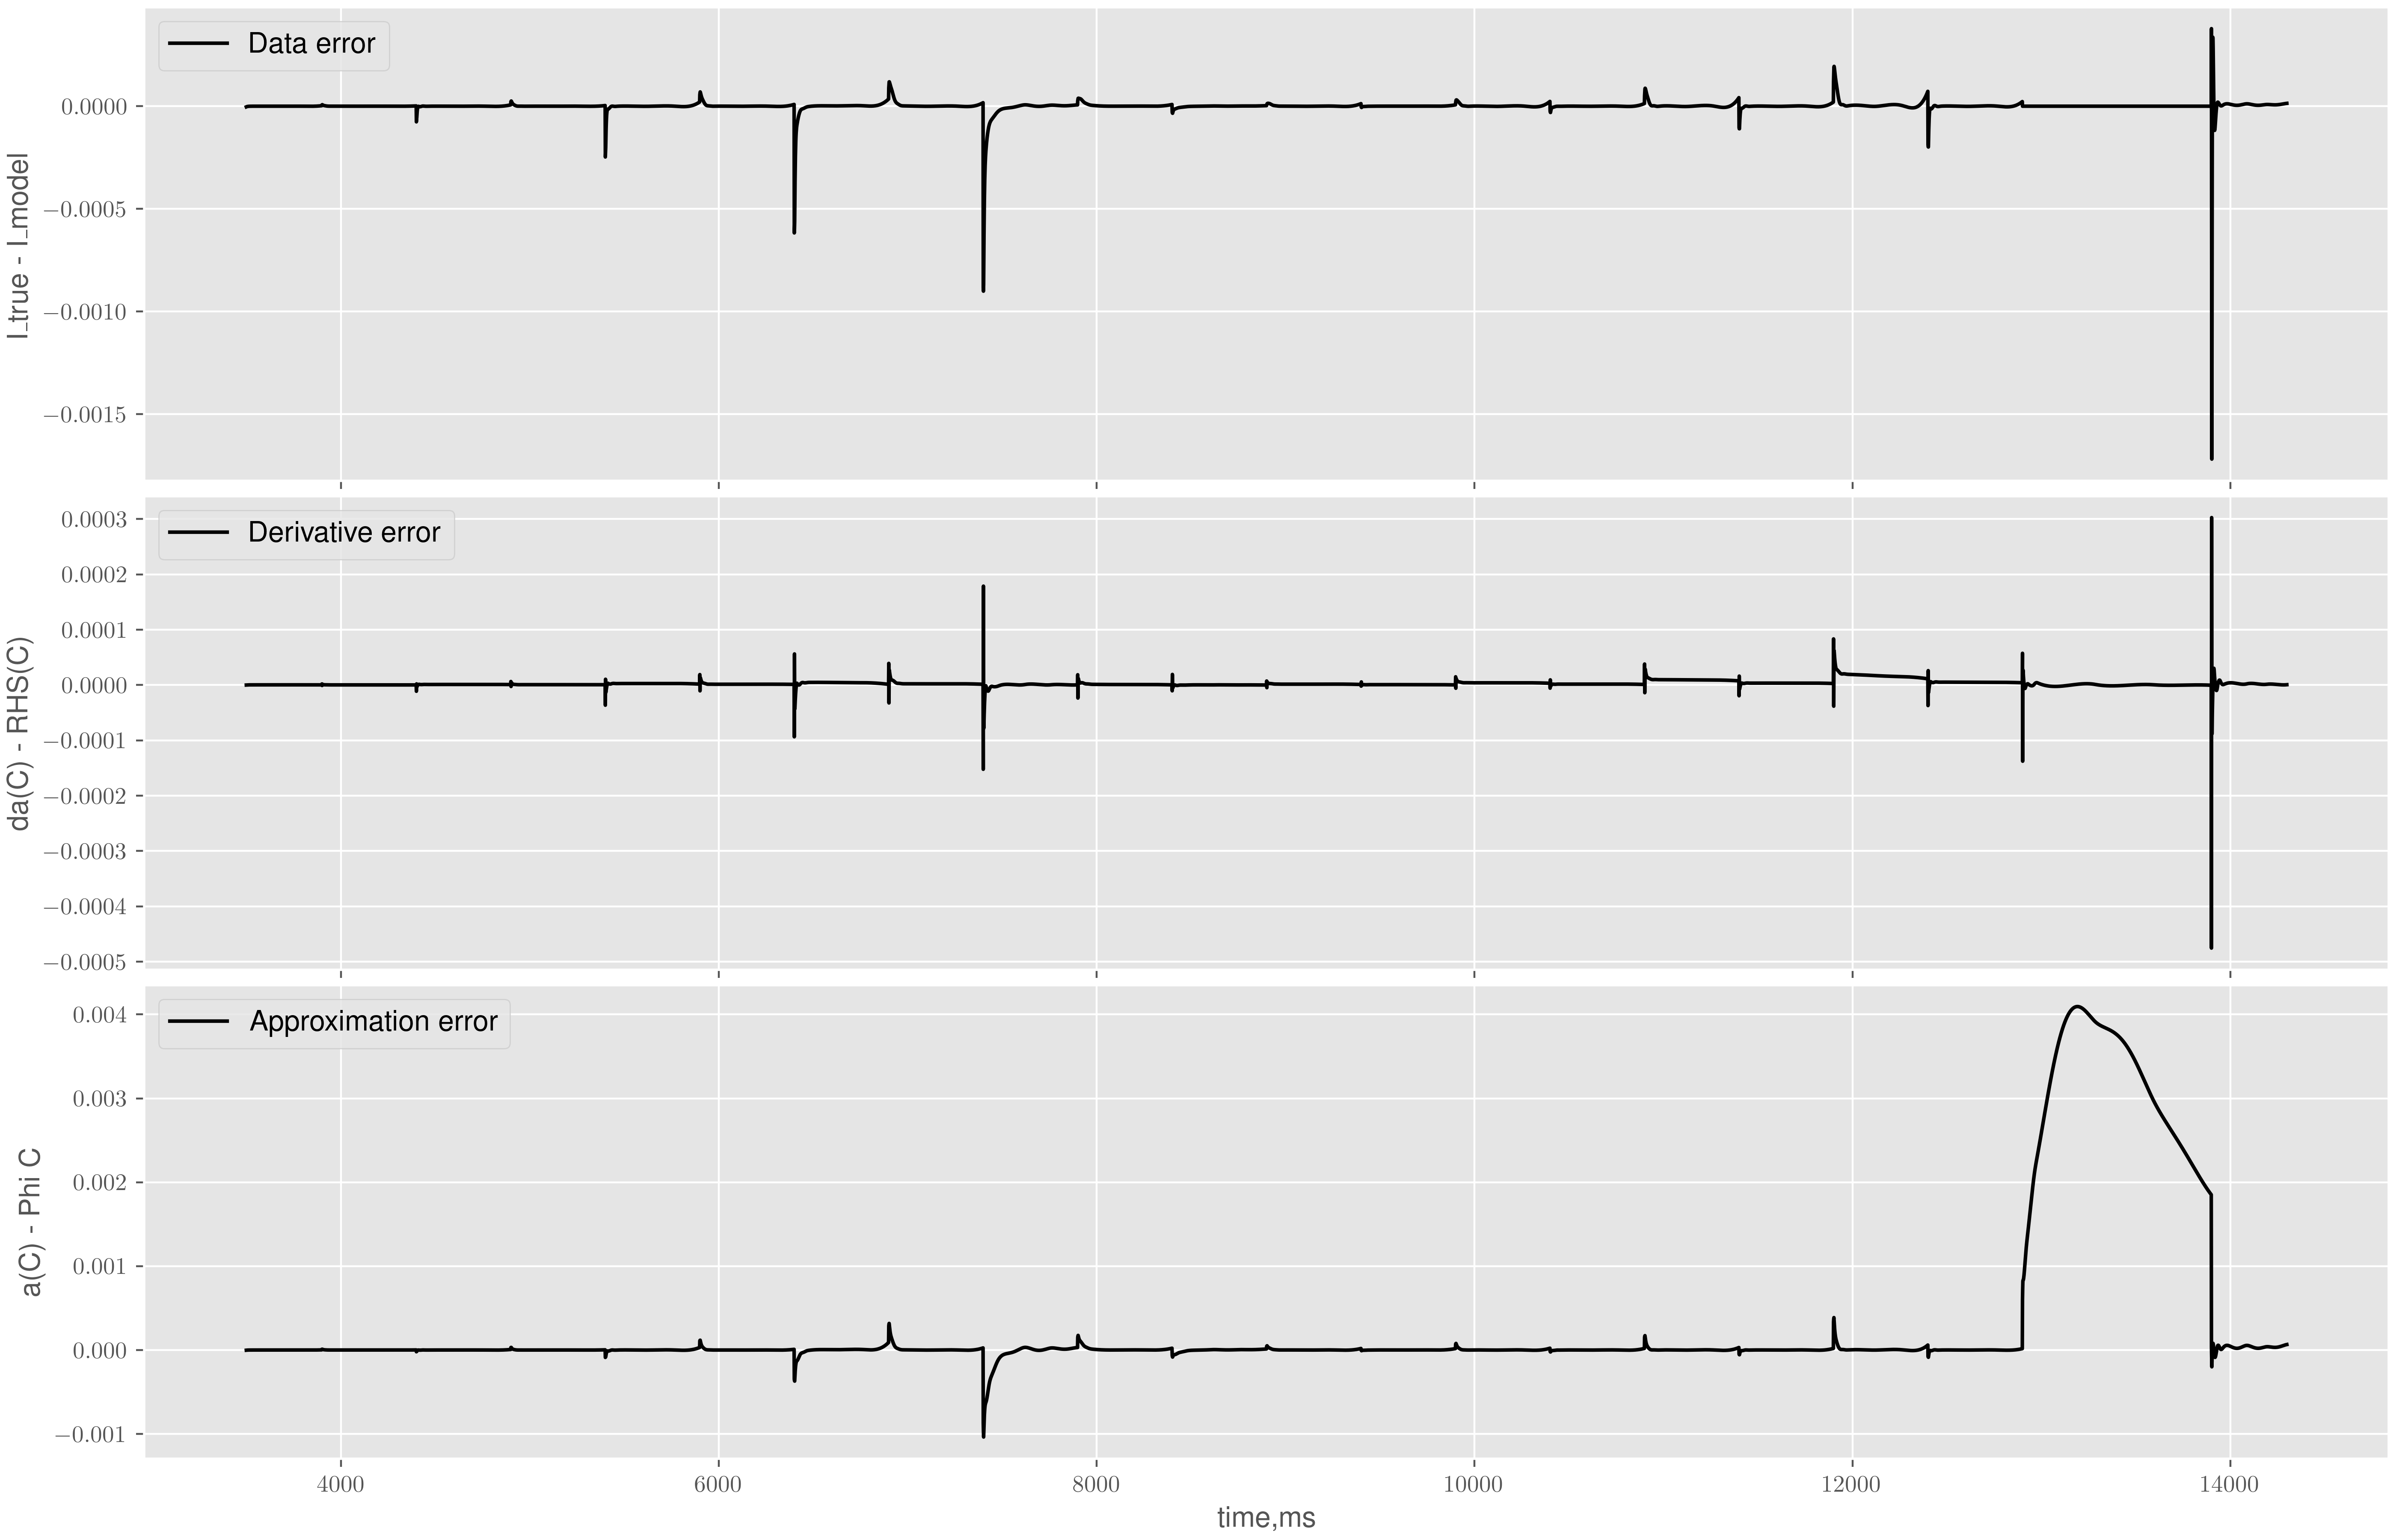 Data error
0.0000
−0.0005
−0.0010
−0.0015
I_true - I_model
Derivative error
0.0003
0.0002
0.0001
0.0000
−0.0001
−0.0002
−0.0003
−0.0004
−0.0005
da(C) - RHS(C)
Approximation error
0.004
0.003
0.002
0.001
0.000
−0.001
a(C) - Phi C
4000 6000 8000 10000 12000 14000
time,ms